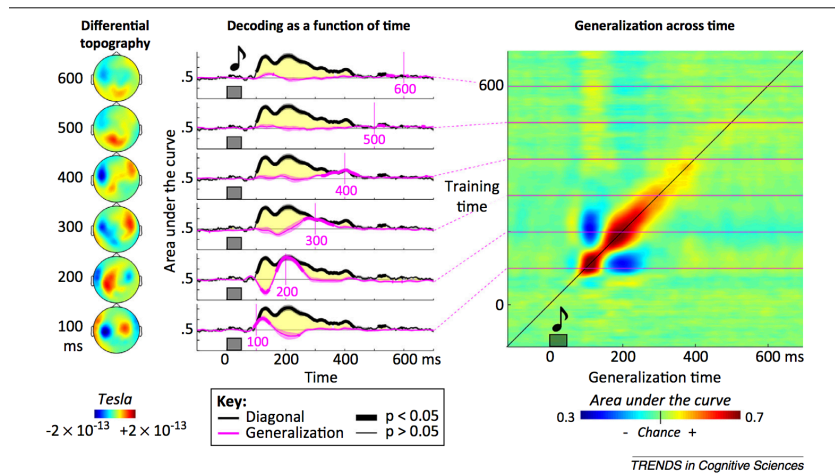 Differential
topography
Decoding as a function of time
Generalization across time
600
500
400
300
200
100
ms
Tesla
-2 × 10⁻¹³ +2 × 10⁻¹³
Area under the curve
.5
600
.5
500
.5
400
.5
300
.5
200
.5
100
0 200 400 600 ms
Time
Key:
Diagonal
Generalization
p < 0.05
p > 0.05
Training
time
600
0
0 200 400 600 ms
Generalization time
Area under the curve
0.3 0.7
- Chance +
TRENDS in Cognitive Sciences